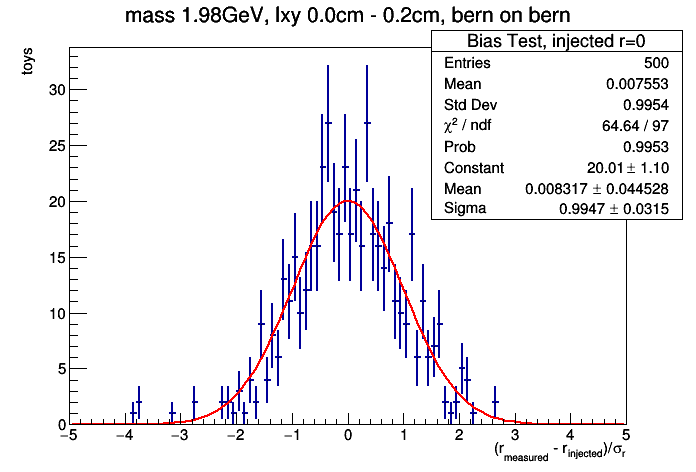 mass 1.98GeV, lxy 0.0cm - 0.2cm, bern on bern
Bias Test, injected r=0
Entries 500
Mean 0.007553
Std Dev 0.9954
χ² / ndf 64.64 / 97
Prob 0.9953
Constant 20.01 ± 1.10
Mean 0.008317 ± 0.044528
Sigma 0.9947 ± 0.0315
toys
30
25
20
15
10
5
0
−5 −4 −3 −2 −1 0 1 2 3 4 5
(r_measured - r_injected)/σ_r